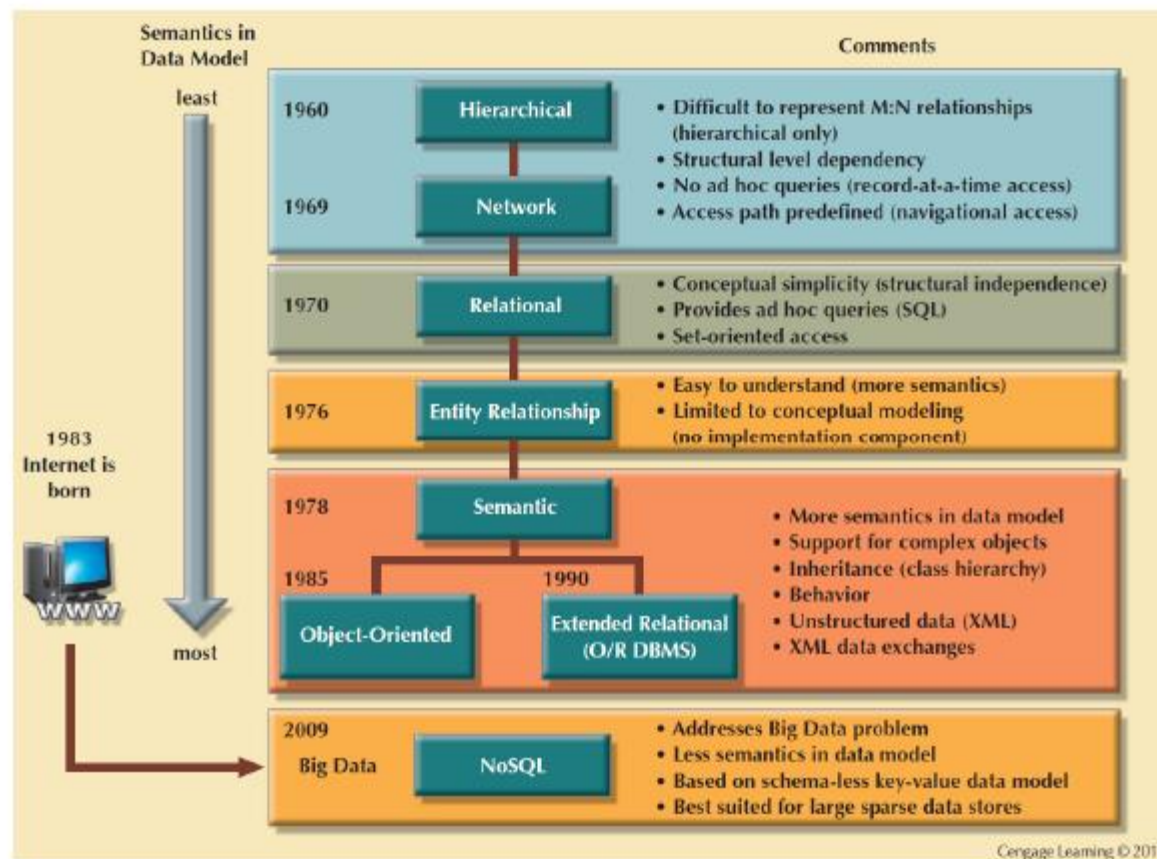 Semantics in
Data Model
Comments
least
1960
Hierarchical
• Difficult to represent M:N relationships
(hierarchical only)
• Structural level dependency
• No ad hoc queries (record-at-a-time access)
• Access path predefined (navigational access)
1969
Network
1970
Relational
• Conceptual simplicity (structural independence)
• Provides ad hoc queries (SQL)
• Set-oriented access
1976
Entity Relationship
• Easy to understand (more semantics)
• Limited to conceptual modeling
(no implementation component)
1983
Internet is
born
WWW
1978
Semantic
1985
Object-Oriented
1990
Extended Relational
(O/R DBMS)
• More semantics in data model
• Support for complex objects
• Inheritance (class hierarchy)
• Behavior
• Unstructured data (XML)
• XML data exchanges
most
2009
Big Data
NoSQL
• Addresses Big Data problem
• Less semantics in data model
• Based on schema-less key-value data model
• Best suited for large sparse data stores
Cengage Learning © 201